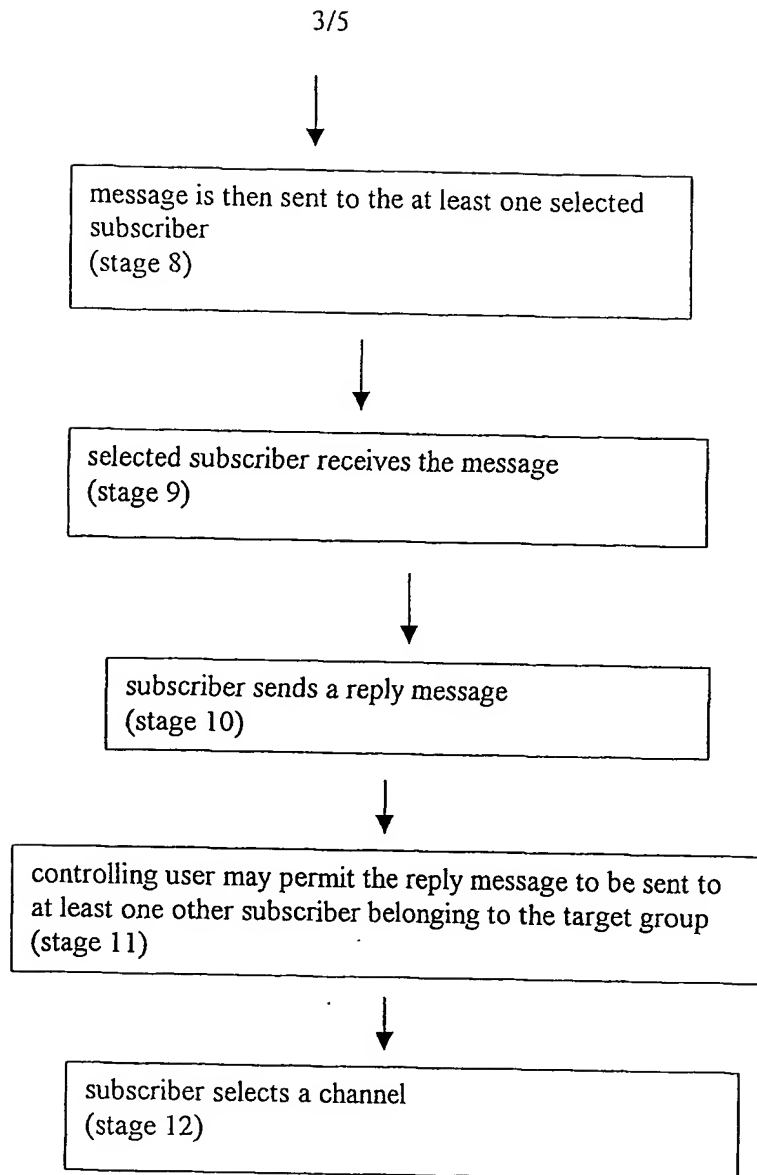 3/5
message is then sent to the at least one selected
subscriber
(stage 8)
selected subscriber receives the message
(stage 9)
subscriber sends a reply message
(stage 10)
controlling user may permit the reply message to be sent to
at least one other subscriber belonging to the target group
(stage 11)
subscriber selects a channel
(stage 12)